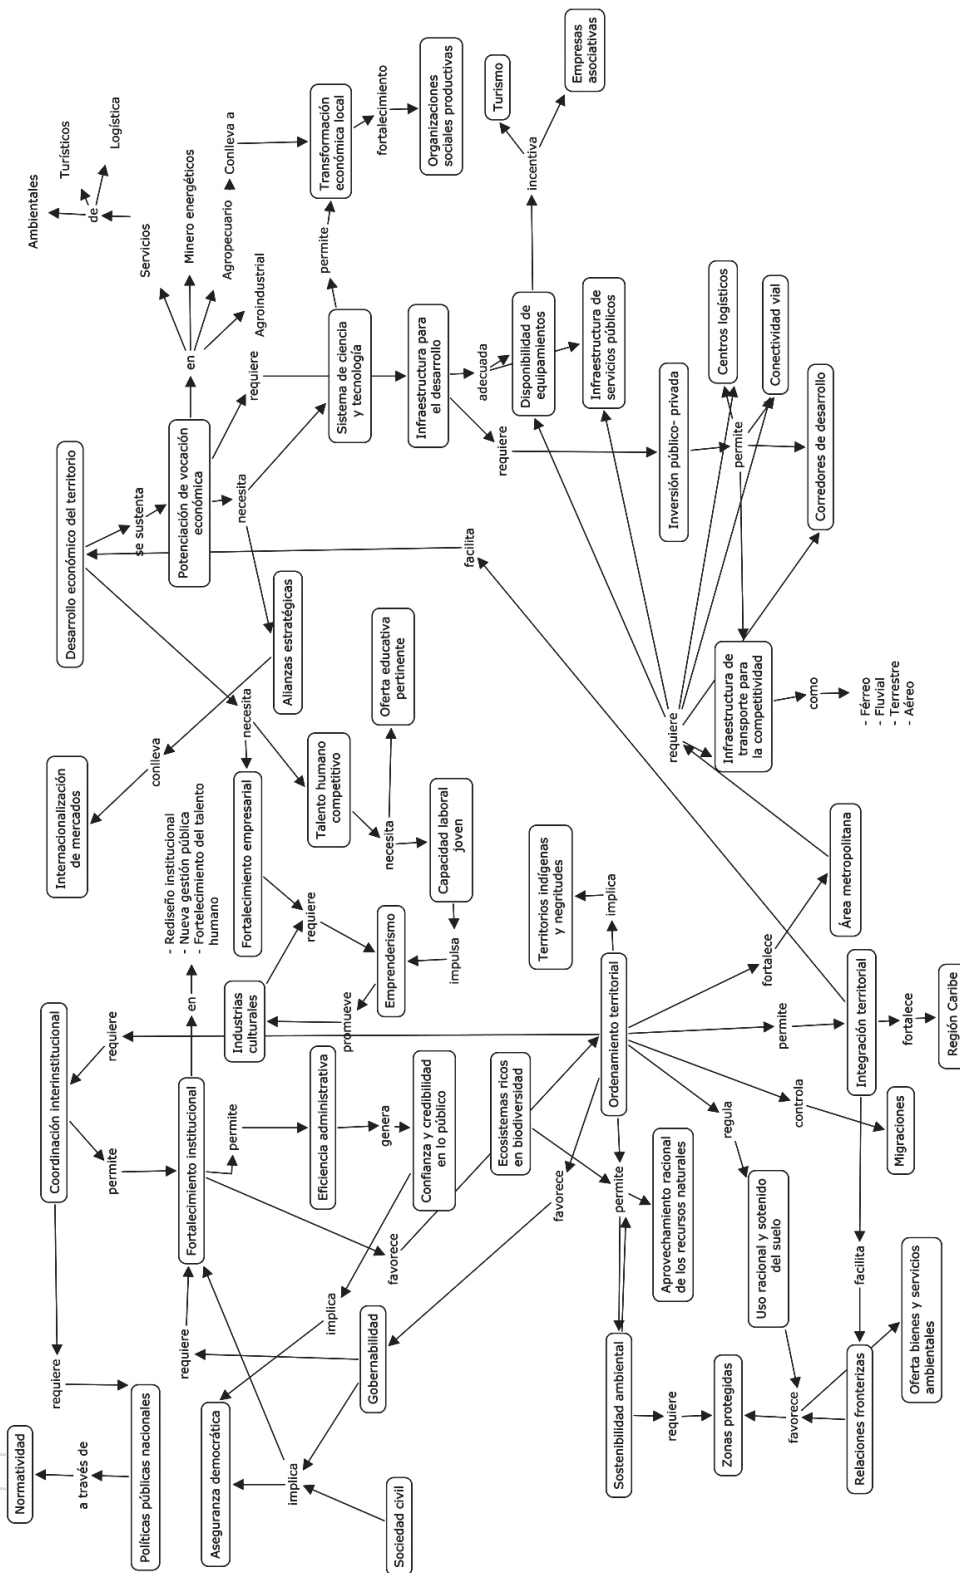 Normatividad
a través de
Políticas públicas nacionales
requiere
Coordinación interinstitucional
permite
requiere
Internacionalización
de mercados
conlleva
Desarrollo económico del territorio
se sustenta
Ambientales
Turísticos
Logística
de
Servicios
Minero energéticos
Agropecuario
Conlleva a
Agroindustrial
en
Potenciación de vocación
económica
requiere
necesita
Alianzas estratégicas
necesita
- Rediseño institucional
- Nueva gestión pública
- Fortelecimiento del talento
humano
en
Fortalecimiento institucional
permite
favorece
requiere
Aseguranza democrática
implica
Sociedad civil
Gobernabilidad
implica
Eficiencia administrativa
genera
Confianza y credibilidad
en lo público
Industrias
culturales
promueve
Fortalecimiento empresarial
requiere
Emprenderismo
impulsa
Talento humano
competitivo
necesita
Oferta educativa
pertinente
Capacidad laboral
joven
Sistema de ciencia
y tecnología
permite
Transformación
económica local
fortalecimiento
Organizaciones
sociales productivas
Infraestructura para
el desarrollo
adecuada
requiere
facilita
Disponibilidad de
equipamientos
incentiva
Turismo
Empresas
asociativas
Infraestructura de
servicios públicos
Inversión público- privada
permite
Centros logísticos
Conectividad vial
Corredores de desarrollo
requiere
Infraestructura de
transporte para
la competitividad
como
- Férreo
- Fluvial
- Terrestre
- Aéreo
Ecosistemas ricos
en biodiversidad
favorece
Territorios indígenas
y negritudes
implica
Ordenamiento territorial
permite
Sostenibilidad ambiental
Aprovechamiento racional
de los recursos naturales
requiere
Zonas protegidas
regula
Uso racional y sotenido
del suelo
favorece
controla
Migraciones
permite
fortalece
Área metropolitana
Integración territorial
fortalece
Región Caribe
facilita
Relaciones fronterizas
Oferta bienes y servicios
ambientales